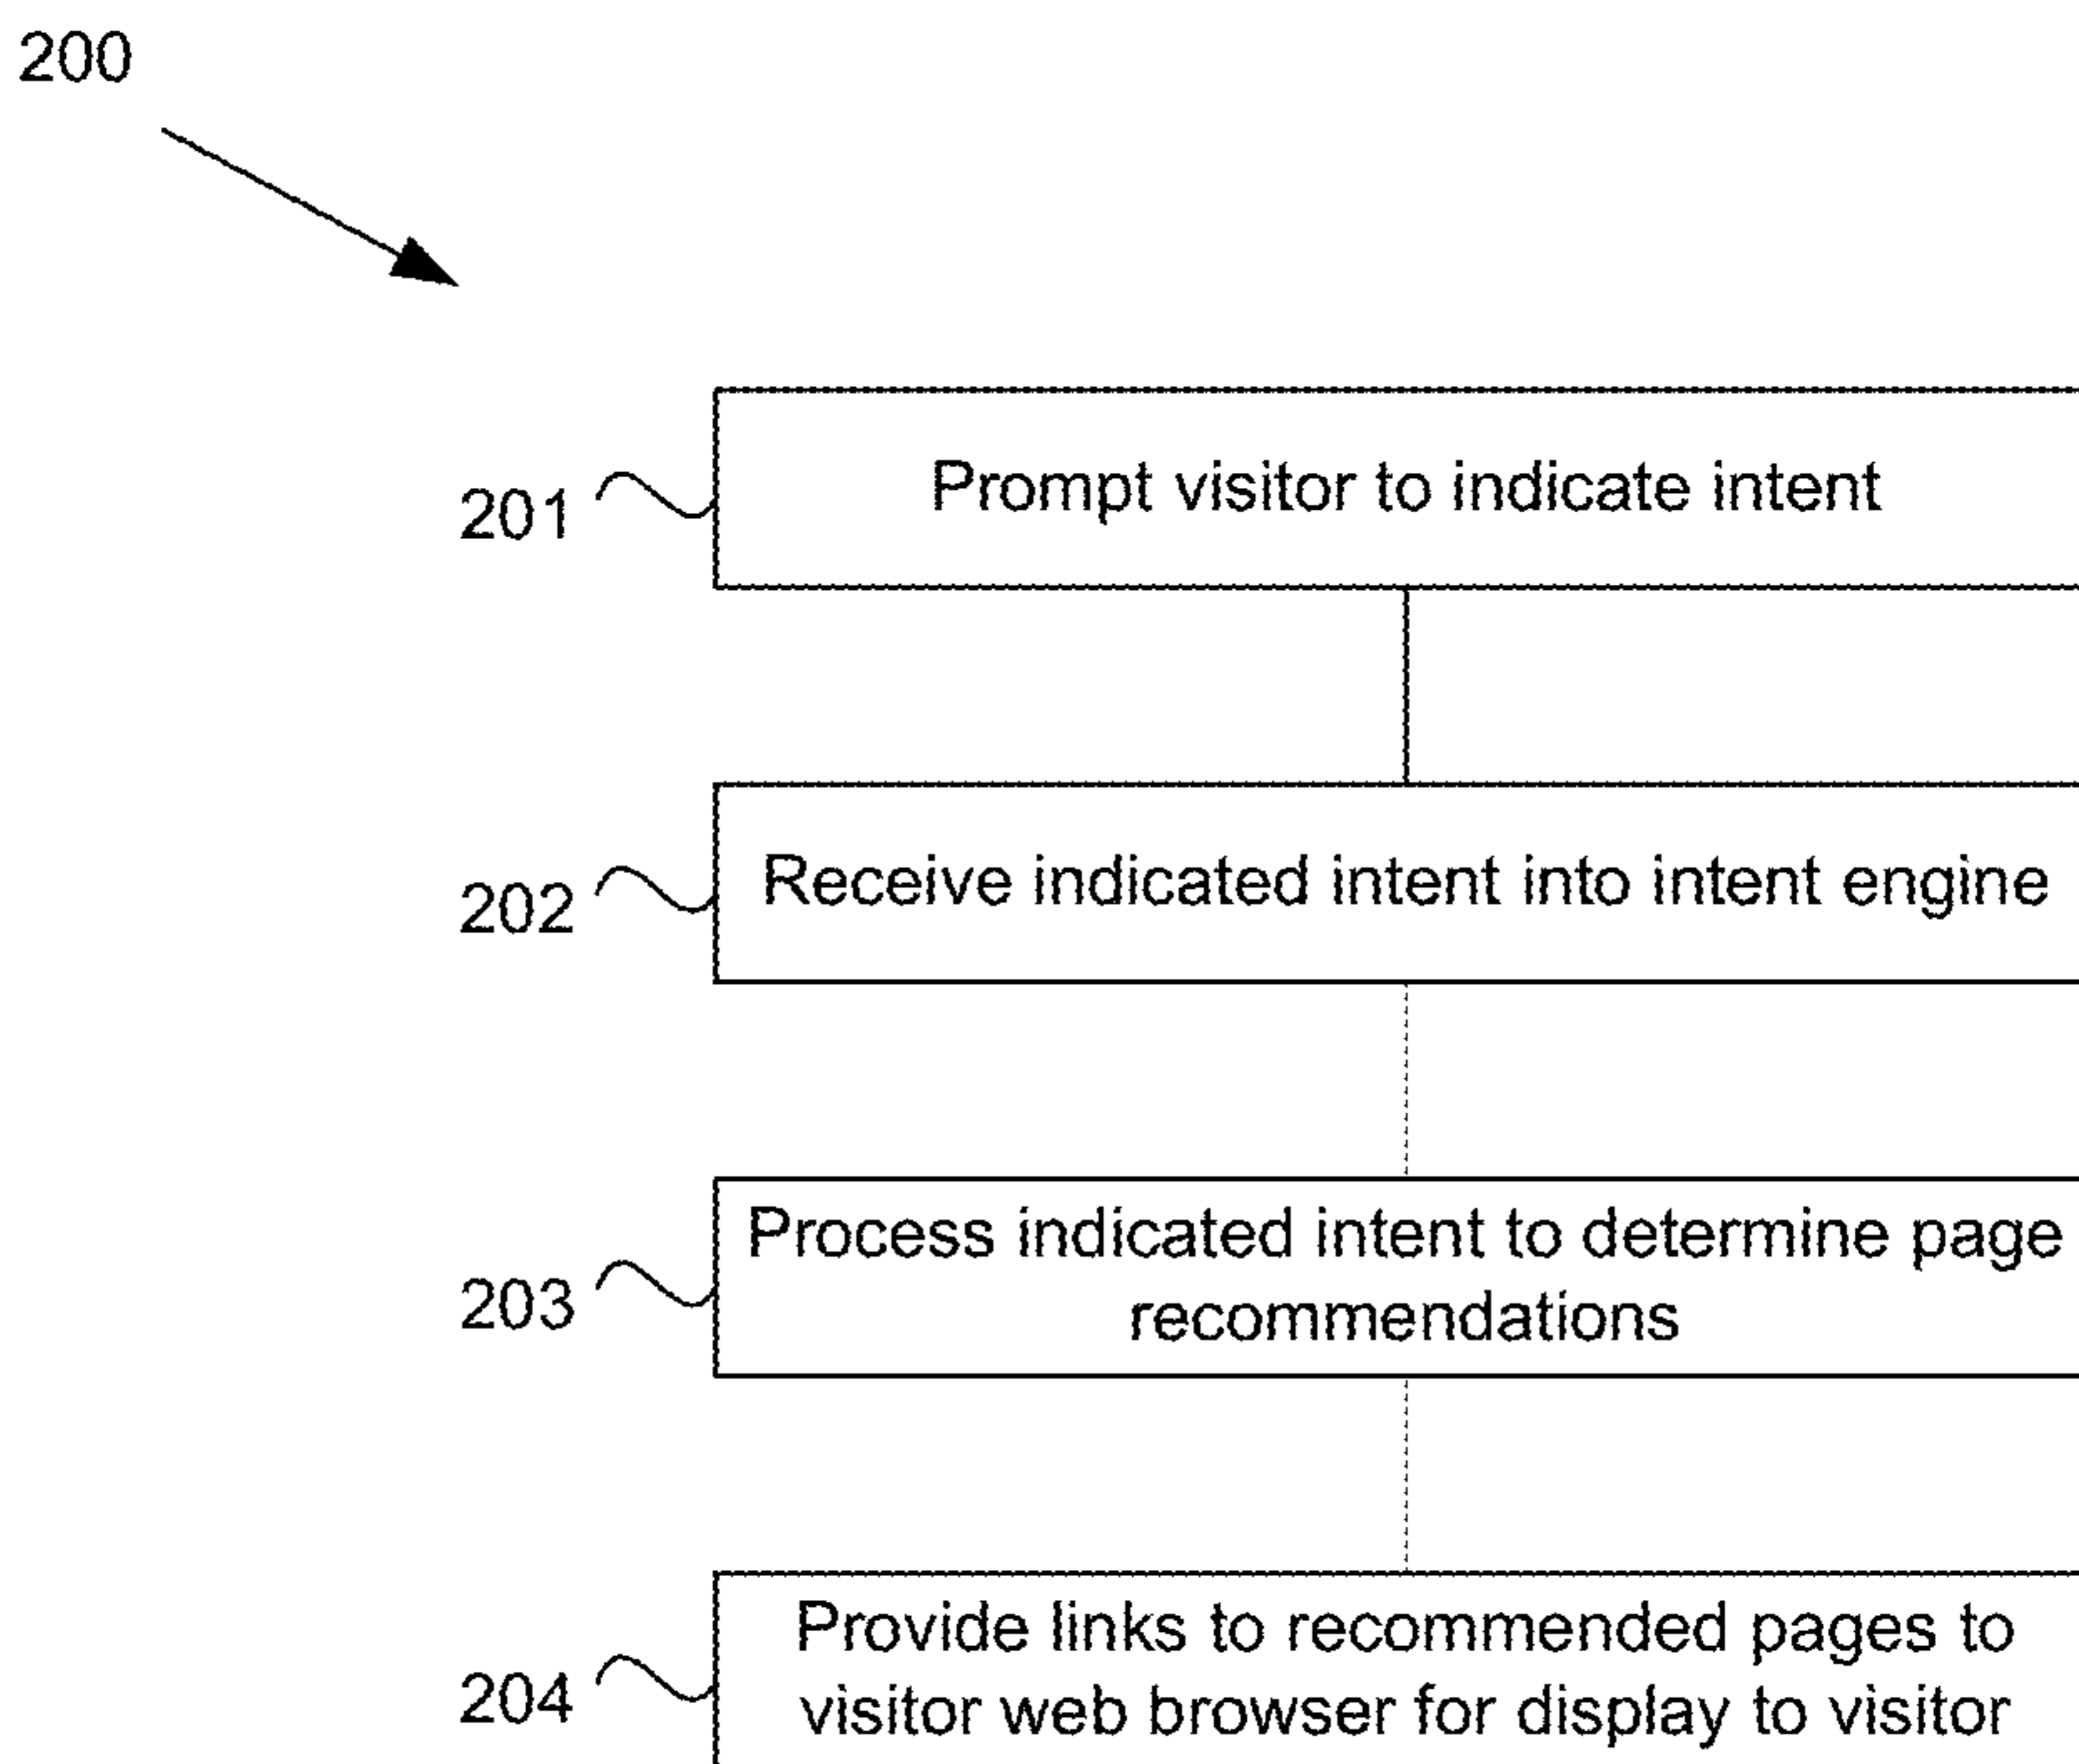 200
201
Prompt visitor to indicate intent
202
Receive indicated intent into intent engine
203
Process indicated intent to determine page
recommendations
204
Provide links to recommended pages to
visitor web browser for display to visitor